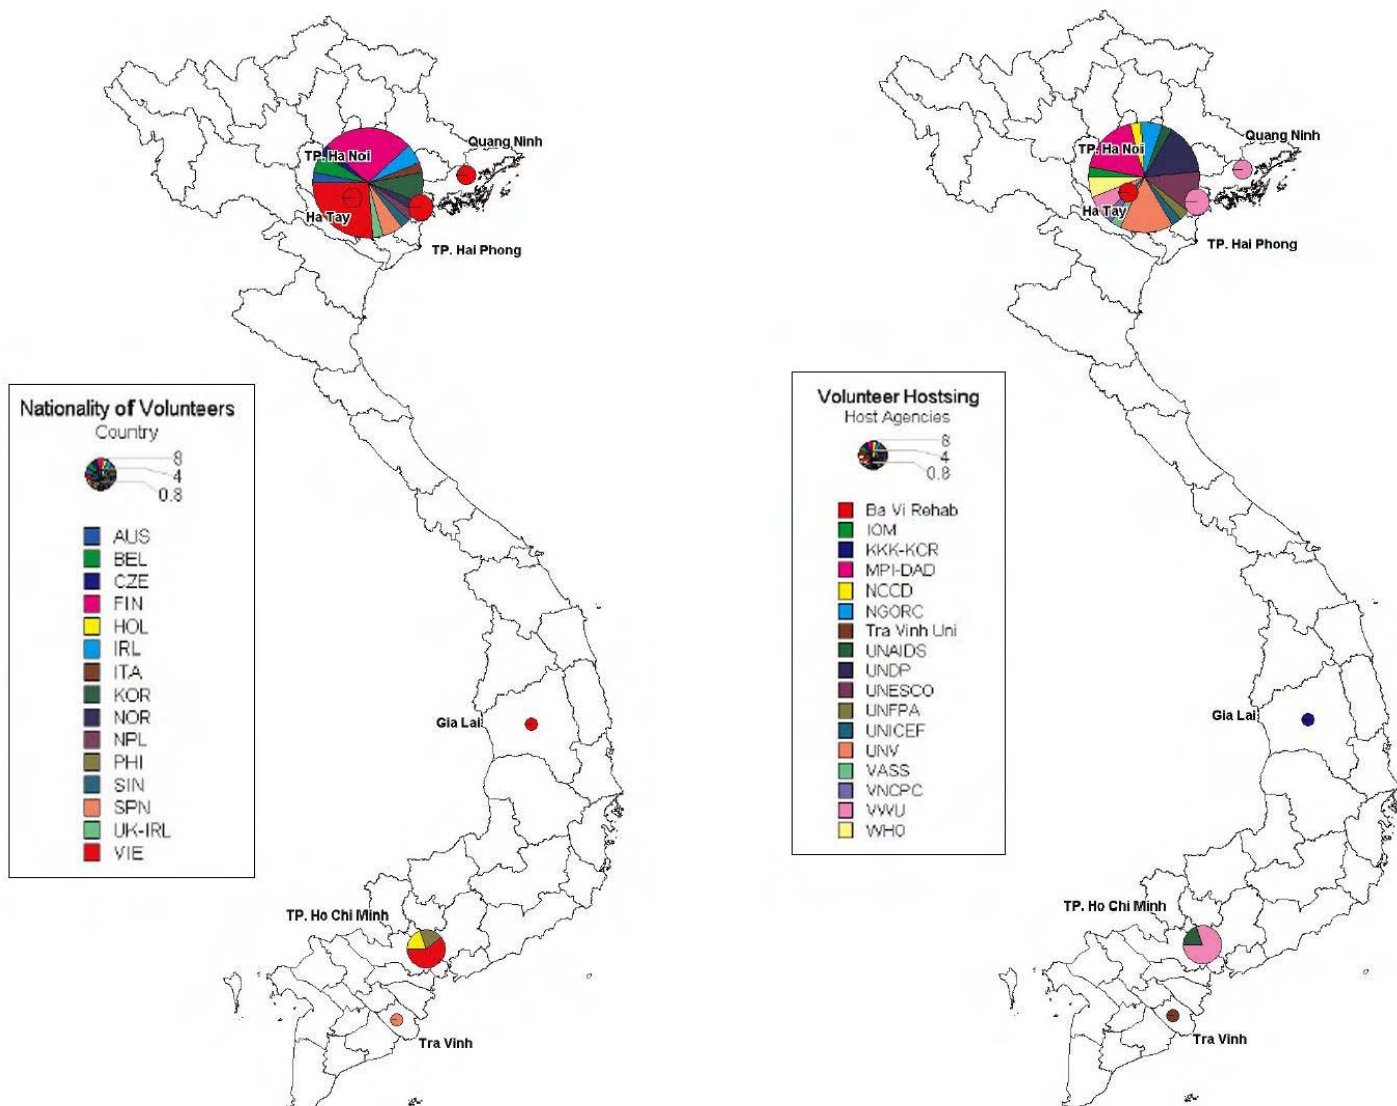 Quang Ninh
TP. Ha Noi
Ha Tay
TP. Hai Phong
Nationality of Volunteers
Country
8
4
0.8
AUS
BEL
CZE
FIN
HOL
IRL
ITA
KOR
NOR
NPL
PHI
SIN
SPN
UK-IRL
VIE
Gia Lai
TP. Ho Chi Minh
Tra Vinh
Quang Ninh
TP. Ha Noi
Ha Tay
TP. Hai Phong
Volunteer Hostsing
Host Agencies
8
4
0.8
Ba Vi Rehab
IOM
KKK-KCR
MPI-DAD
NCCD
NGORC
Tra Vinh Uni
UNAIDS
UNDP
UNESCO
UNFPA
UNICEF
UNV
VASS
VNCPC
VWU
WHO
Gia Lai
TP. Ho Chi Minh
Tra Vinh